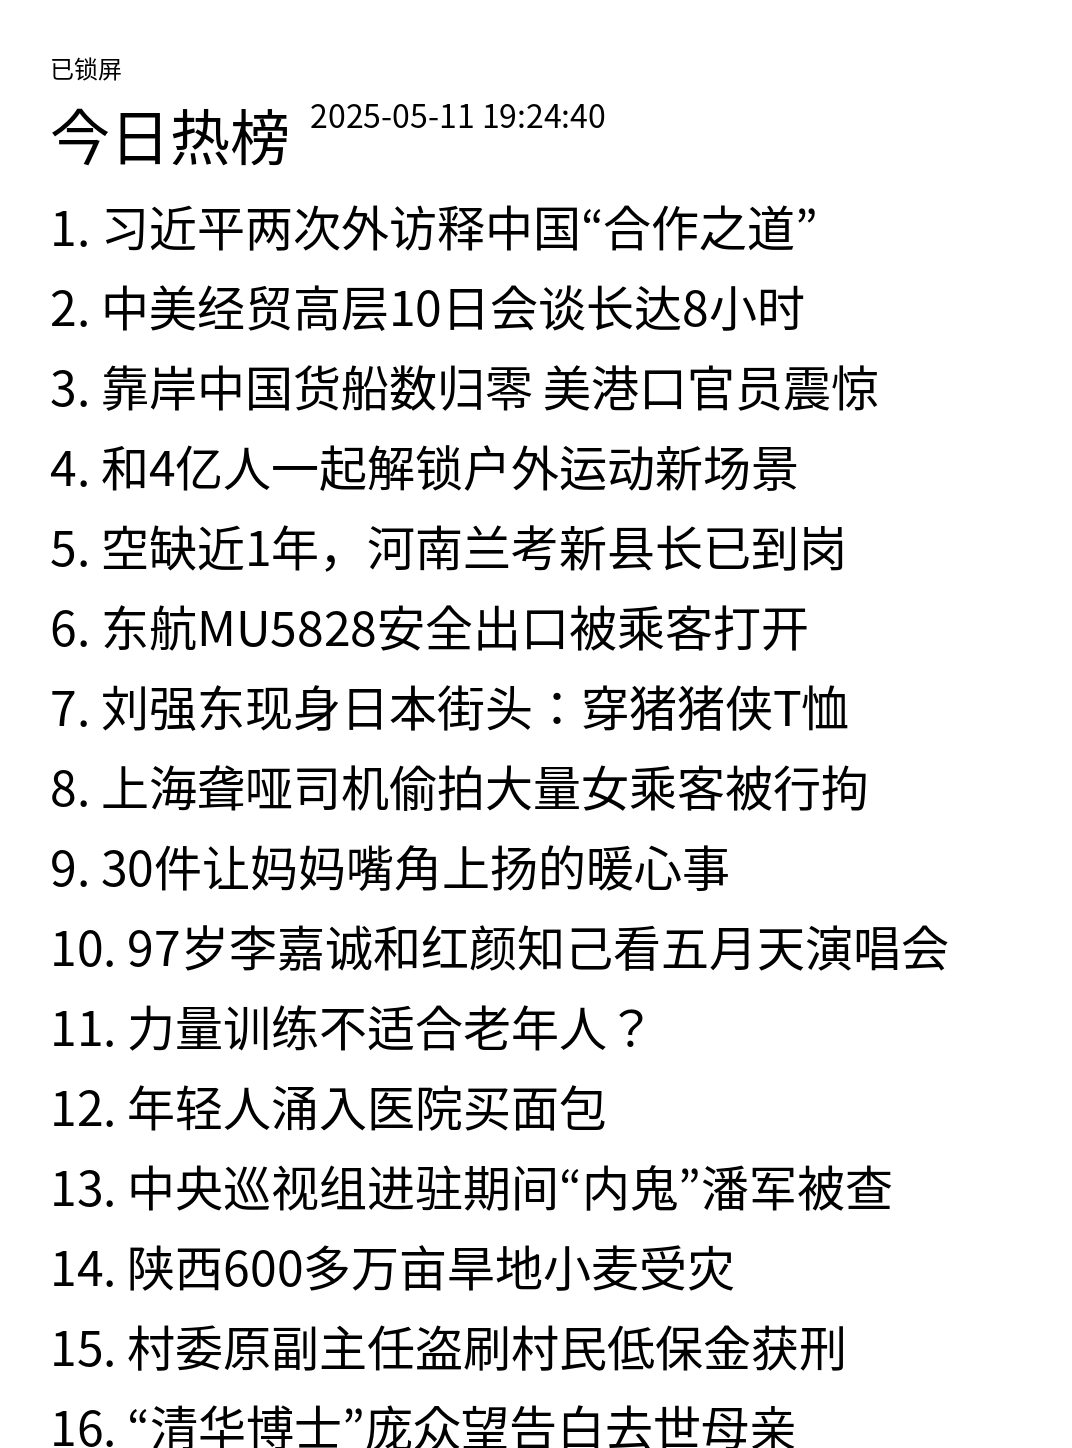 已锁屏
今日热榜 2025-05-11 19:24:40
1. 习近平两次外访释中国“合作之道”
2. 中美经贸高层10日会谈长达8小时
3. 靠岸中国货船数归零 美港口官员震惊
4. 和4亿人一起解锁户外运动新场景
5. 空缺近1年，河南兰考新县长已到岗
6. 东航MU5828安全出口被乘客打开
7. 刘强东现身日本街头：穿猪猪侠T恤
8. 上海聋哑司机偷拍大量女乘客被行拘
9. 30件让妈妈嘴角上扬的暖心事
10. 97岁李嘉诚和红颜知己看五月天演唱会
11. 力量训练不适合老年人？
12. 年轻人涌入医院买面包
13. 中央巡视组进驻期间“内鬼”潘军被查
14. 陕西600多万亩旱地小麦受灾
15. 村委原副主任盗刷村民低保金获刑
16. “清华博士”庞众望告白去世母亲